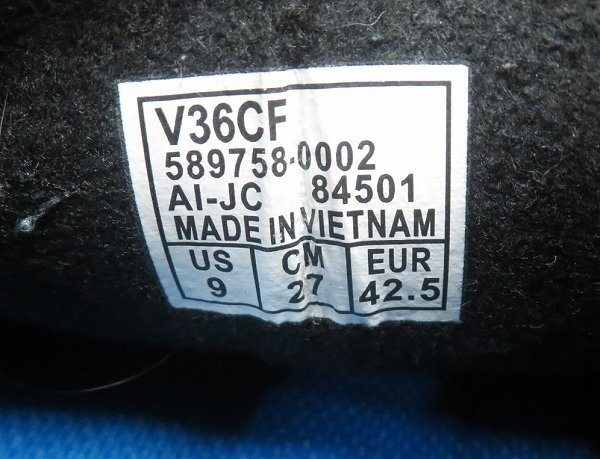 V36CF
589758-0002
AI-JC 84501
MADE IN VIETNAM
US CM EUR
9 27 42.5